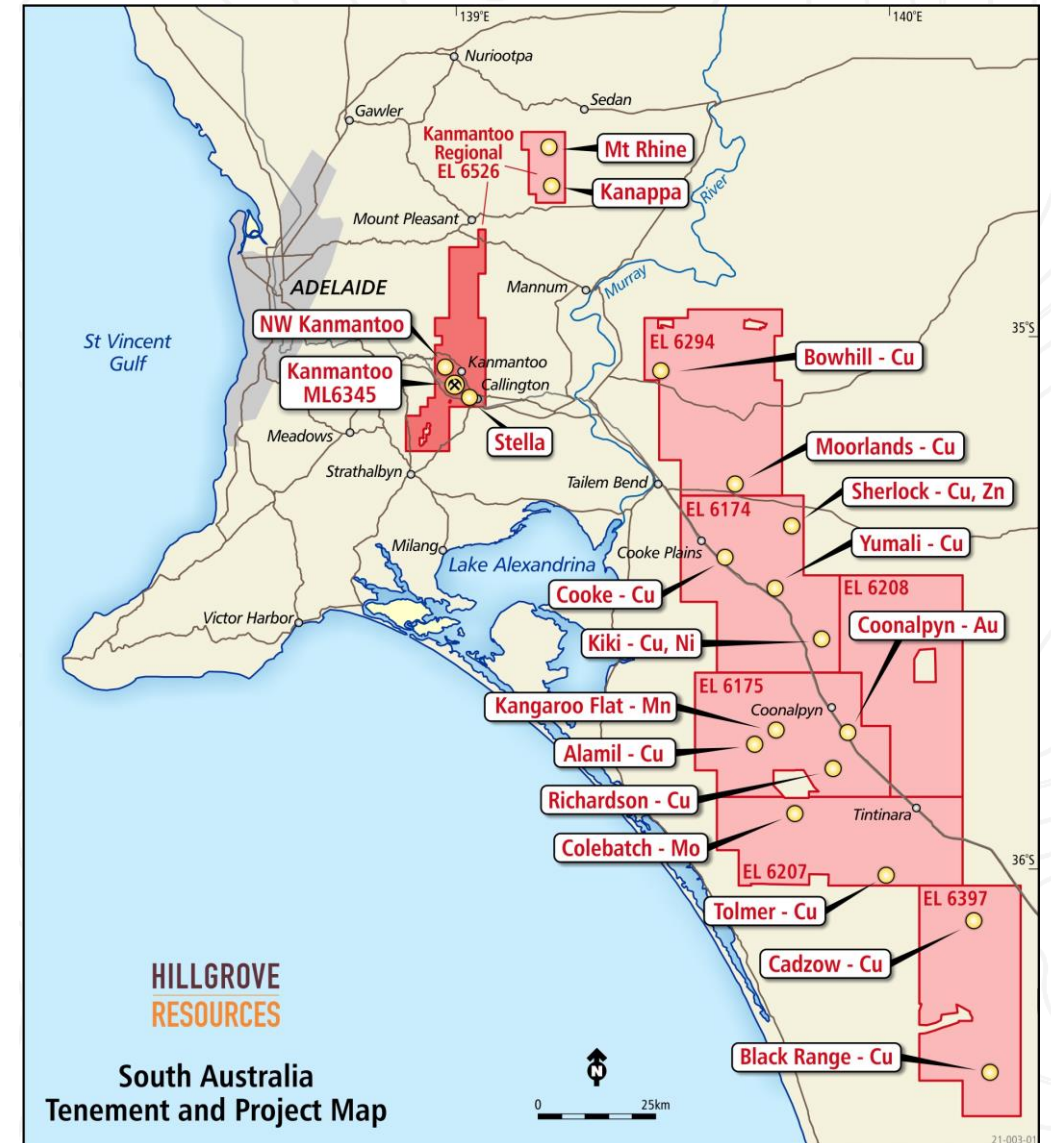 139°E
140°E
Nuriootpa
Sedan
Gawler
Kanmantoo
Regional
EL 6526
Mt Rhine
Kanappa
River
Mount Pleasant
Murray
Mannum
ADELAIDE
NW Kanmantoo
St Vincent
Gulf
35°S
EL 6294
Bowhill - Cu
Kanmantoo
Kanmantoo
ML6345
Callington
Meadows
Stella
Moorlands - Cu
Strathalbyn
Tailem Bend
Sherlock - Cu, Zn
EL 6174
Yumali - Cu
Milang
Cooke Plains
Lake Alexandrina
Cooke - Cu
EL 6208
Victor Harbor
Coonalpyn - Au
Kiki - Cu, Ni
EL 6175
Kangaroo Flat - Mn
Coonalpyn
Alamil - Cu
Richardson - Cu
Tintinara
Colebatch - Mo
36°S
EL 6207
EL 6397
Tolmer - Cu
Cadzow - Cu
HILLGROVE
RESOURCES
Black Range - Cu
South Australia
Tenement and Project Map
N
0 25km
21-003-01